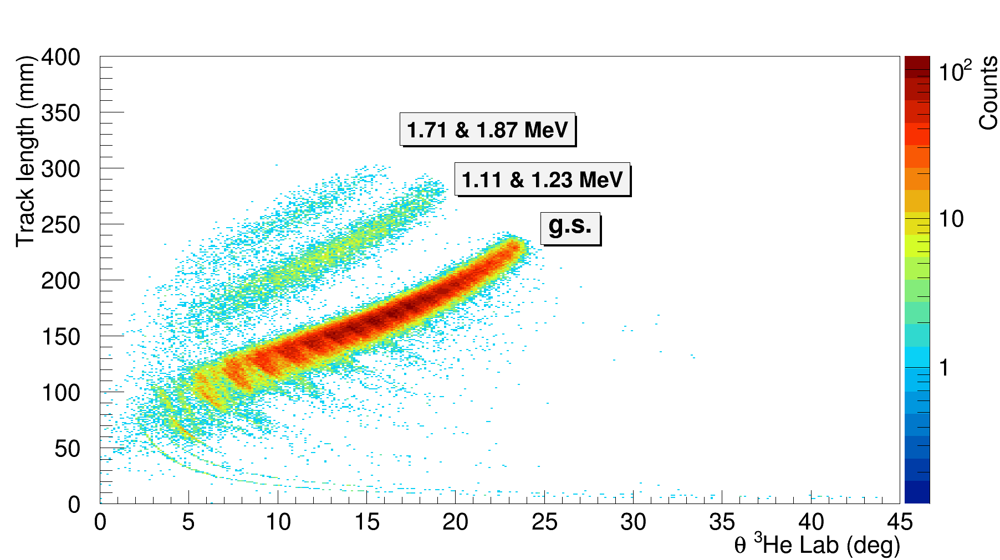 Track length (mm)
400
350
300
250
200
150
100
50
0
1.71 & 1.87 MeV
1.11 & 1.23 MeV
g.s.
0 5 10 15 20 25 30 35 40 45
θ ³He Lab (deg)
10²
10
1
Counts